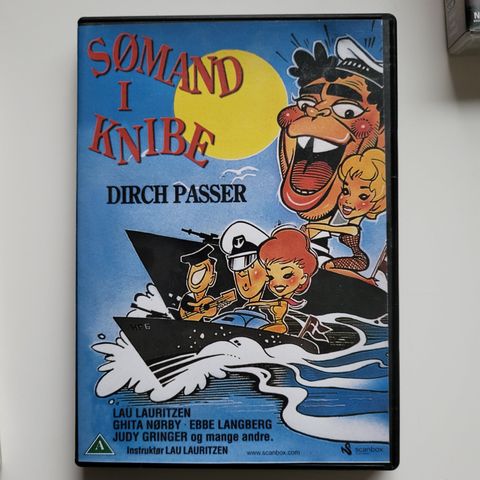 SØMAND
I
KNIBE
DIRCH PASSER
LAU LAURITZEN
GHITA NØRBY · EBBE LANGBERG
JUDY GRINGER og mange andre.
Instruktør LAU LAURITZEN
www.scanbox.com
scanbox
A